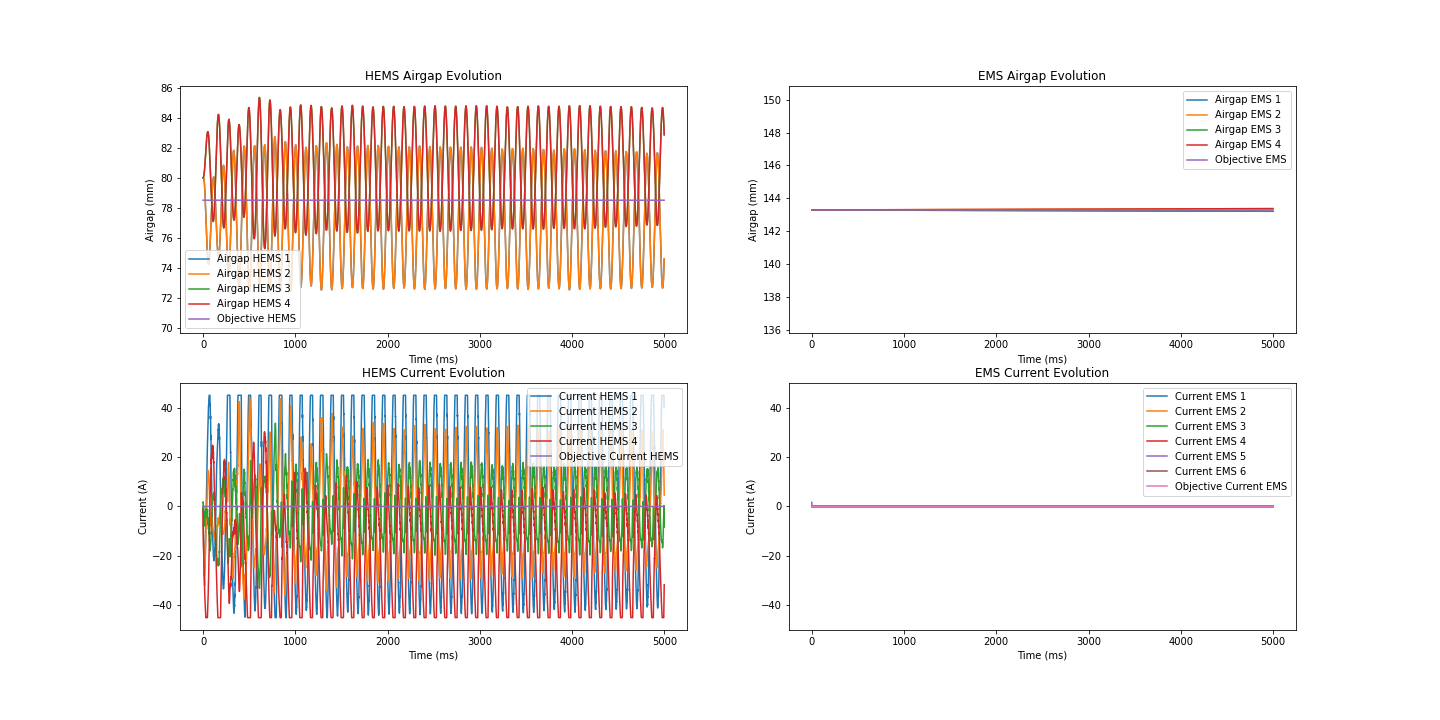 HEMS Airgap Evolution
86
84
82
80
78
76
74
72
70
Airgap (mm)
Airgap HEMS 1
Airgap HEMS 2
Airgap HEMS 3
Airgap HEMS 4
Objective HEMS
0 1000 2000 3000 4000 5000
Time (ms)
EMS Airgap Evolution
150
148
146
144
142
140
138
136
Airgap (mm)
Airgap EMS 1
Airgap EMS 2
Airgap EMS 3
Airgap EMS 4
Objective EMS
0 1000 2000 3000 4000 5000
Time (ms)
HEMS Current Evolution
40
20
0
−20
−40
Current (A)
Current HEMS 1
Current HEMS 2
Current HEMS 3
Current HEMS 4
Objective Current HEMS
0 1000 2000 3000 4000 5000
Time (ms)
EMS Current Evolution
40
20
0
−20
−40
Current (A)
Current EMS 1
Current EMS 2
Current EMS 3
Current EMS 4
Current EMS 5
Current EMS 6
Objective Current EMS
0 1000 2000 3000 4000 5000
Time (ms)